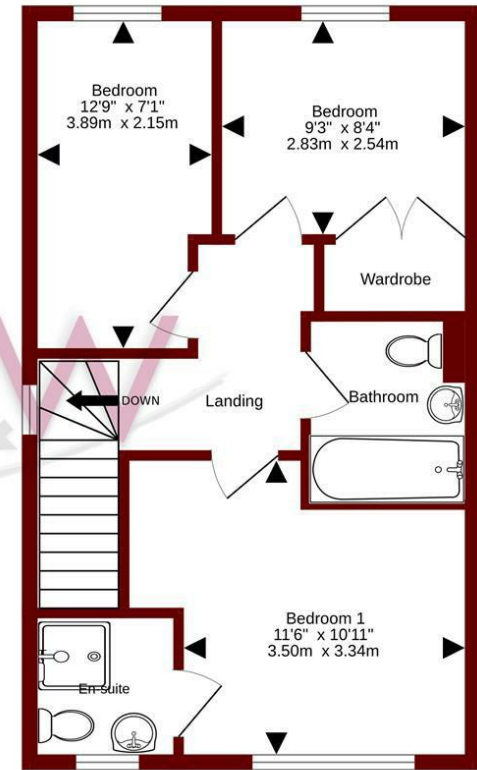 Bedroom
12'9" x 7'1"
3.89m x 2.15m
Bedroom
9'3" x 8'4"
2.83m x 2.54m
Wardrobe
DOWN
Landing
Bathroom
Bedroom 1
11'6" x 10'11"
3.50m x 3.34m
En-suite
W